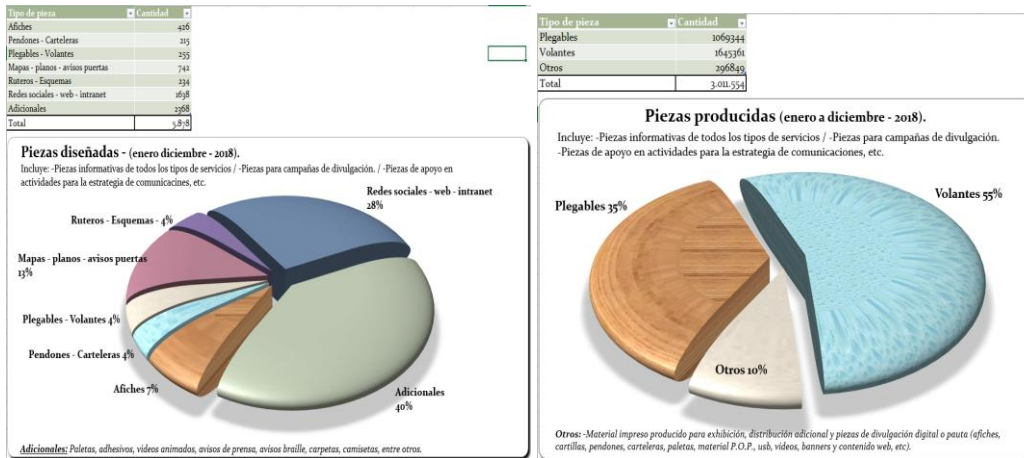 Tipo de pieza Cantidad
Afiches 426
Pendones - Carteleras 215
Plegables - Volantes 255
Mapas - planos - avisos puertas 742
Ruteros - Esquemas 234
Redes sociales - web - intranet 1638
Adicionales 2368
Total 5.878
Piezas diseñadas - (enero diciembre - 2018).
Incluye: -Piezas informativas de todos los tipos de servicios / -Piezas para campañas de divulgación. / -Piezas de apoyo en
actividades para la estrategia de comunicacines, etc.
Redes sociales - web - intranet
28%
Ruteros - Esquemas - 4%
Mapas - planos - avisos puertas
13%
Plegables - Volantes 4%
Pendones - Carteleras 4%
Afiches 7%
Adicionales
40%
Adicionales: Paletas, adhesivos, videos animados, avisos de prensa, avisos braille, carpetas, camisetas, entre otros.
Tipo de pieza Cantidad
Plegables 1069344
Volantes 1645361
Otros 296849
Total 3.011.554
Piezas producidas (enero a diciembre - 2018).
Incluye: -Piezas informativas de todos los tipos de servicios / -Piezas para campañas de divulgación.
-Piezas de apoyo en actividades para la estrategia de comunicaciones, etc.
Plegables 35%
Volantes 55%
Otros 10%
Otros: -Material impreso producido para exhibición, distribución adicional y piezas de divulgación digital o pauta (afiches,
cartillas, pendones, carteleras, paletas, material P.O.P., usb, videos, banners y contenido web, etc).